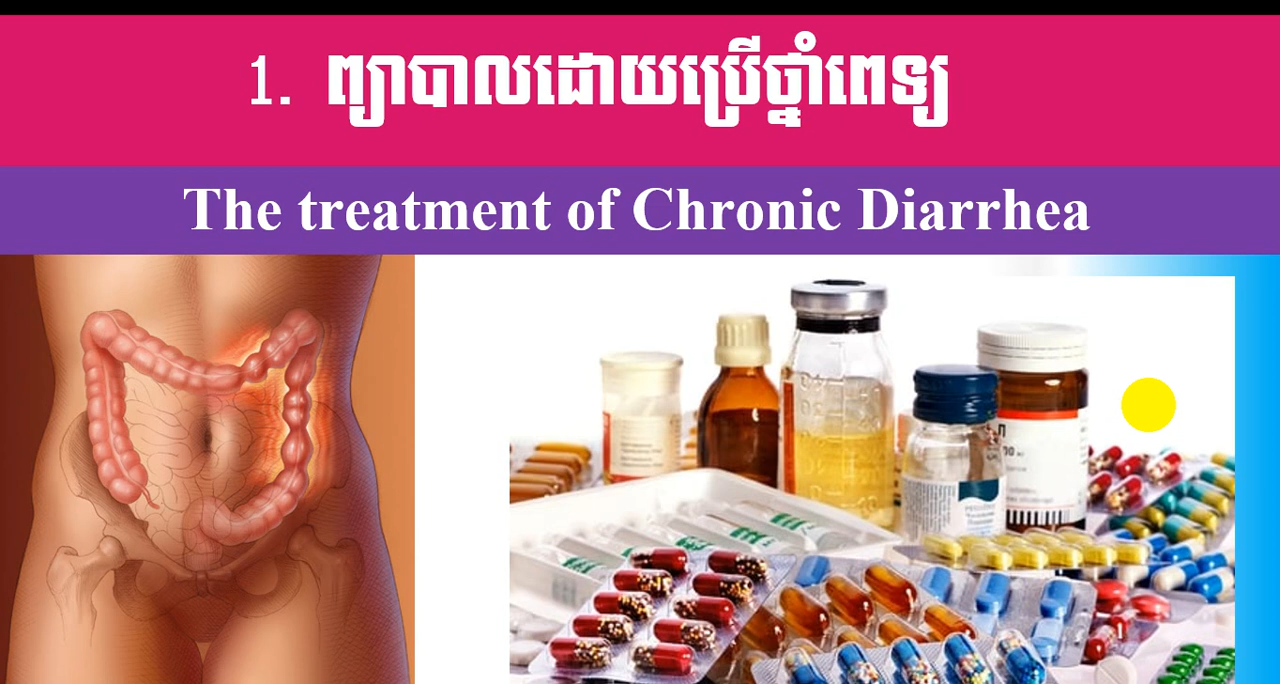 1. ព្យាបាលដោយប្រើថ្នាំពេទ្យ
The treatment of Chronic Diarrhea